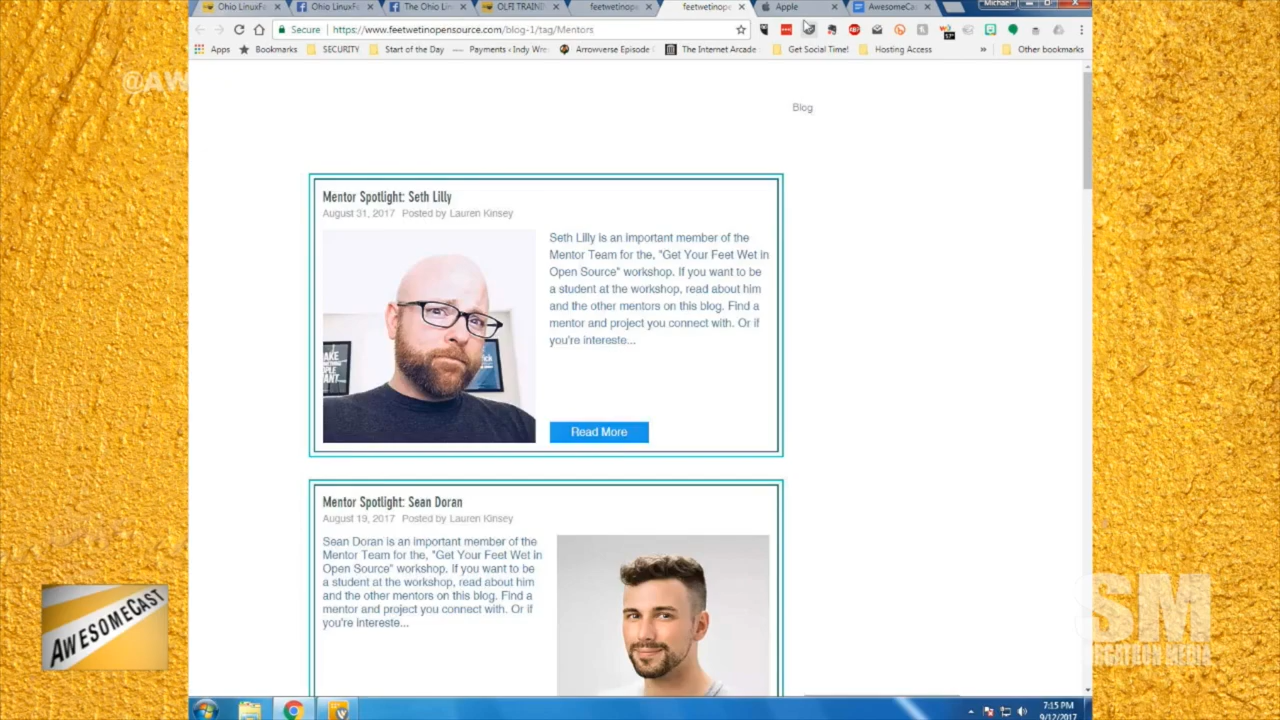 Ohio LinuxF
Ohio LinuxF
The Ohio Lin
OLFI TRAINI
feetwetinop
feetwetinop
Apple
AwesomeCa
Michael
Secure
https://www.feetwetinopensource.com/blog-1/tag/Mentors
Apps
Bookmarks
SECURITY
Start of the Day
Payments ‹ Indy Wre
Arrowverse Episode
The Internet Arcade
Get Social Time!
Hosting Access
»
Other bookmarks
@AW
Blog
Mentor Spotlight: Seth Lilly
August 31, 2017 Posted by Lauren Kinsey
Seth Lilly is an important member of the
Mentor Team for the, "Get Your Feet Wet in
Open Source" workshop. If you want to be
a student at the workshop, read about him
and the other mentors on this blog. Find a
mentor and project you connect with. Or if
you're intereste...
Read More
Mentor Spotlight: Sean Doran
August 19, 2017 Posted by Lauren Kinsey
Sean Doran is an important member of the
Mentor Team for the, "Get Your Feet Wet in
Open Source" workshop. If you want to be
a student at the workshop, read about him
and the other mentors on this blog. Find a
mentor and project you connect with. Or if
you're intereste...
AWESOMECAST
SM
7:15 PM
9/12/2017